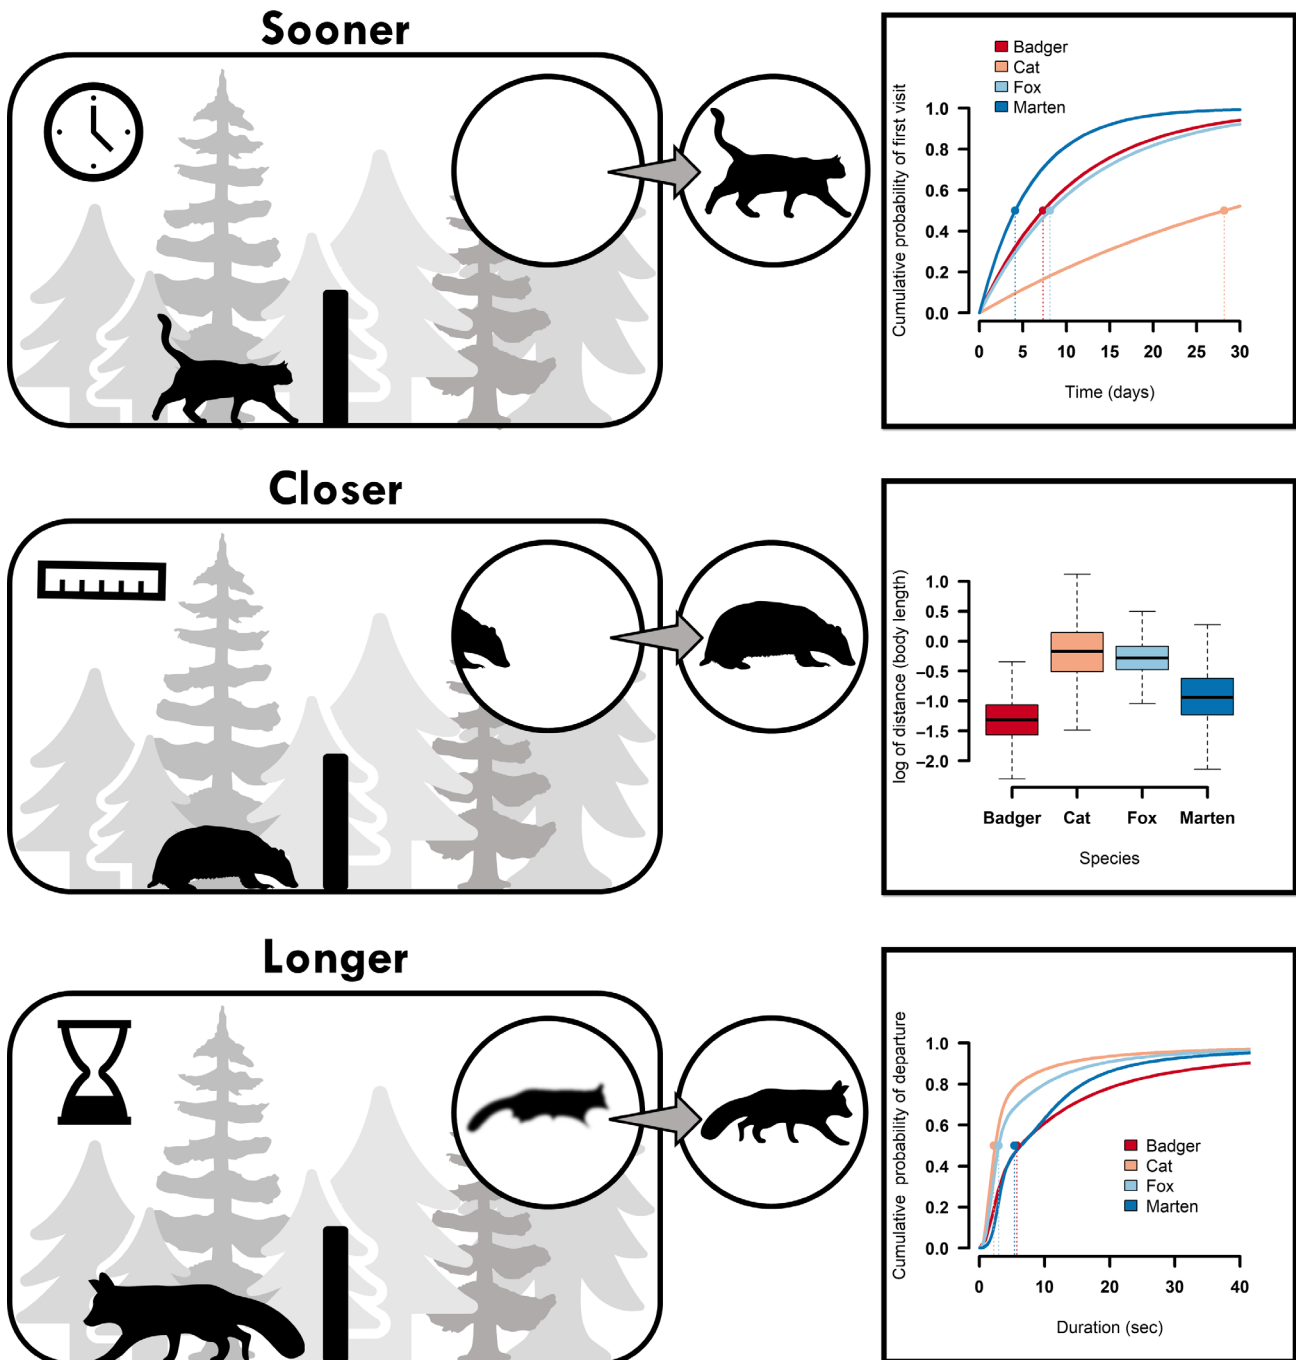 Sooner
Badger
Cat
Fox
Marten
Cumulative probability of first visit
1.0
0.8
0.6
0.4
0.2
0.0
0 5 10 15 20 25 30
Time (days)
Closer
log of distance (body length)
1.0
0.5
0.0
−0.5
−1.0
−1.5
−2.0
Badger Cat Fox Marten
Species
Longer
Cumulative probability of departure
1.0
0.8
0.6
0.4
0.2
0.0
Badger
Cat
Fox
Marten
0 10 20 30 40
Duration (sec)